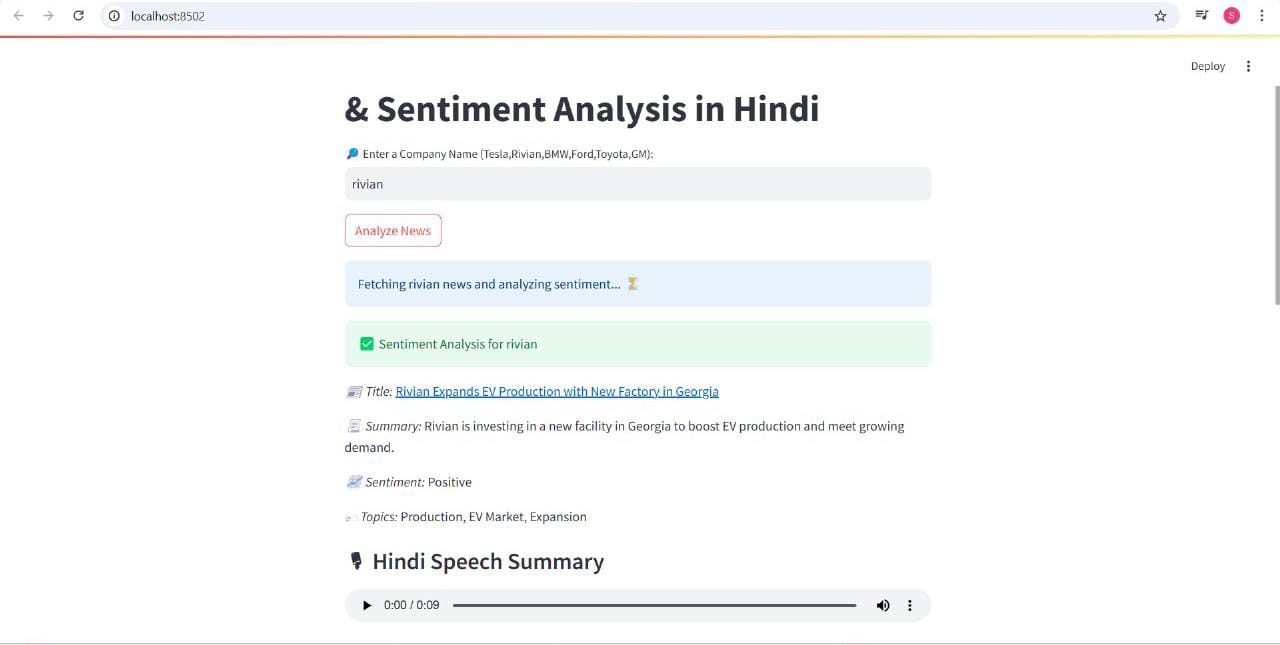 localhost:8502
S
Deploy
& Sentiment Analysis in Hindi
🔎 Enter a Company Name (Tesla,Rivian,BMW,Ford,Toyota,GM):
rivian
Analyze News
Fetching rivian news and analyzing sentiment... ⏳
✅ Sentiment Analysis for rivian
📰 Title: Rivian Expands EV Production with New Factory in Georgia
📃 Summary: Rivian is investing in a new facility in Georgia to boost EV production and meet growing
demand.
📈 Sentiment: Positive
🏷️ Topics: Production, EV Market, Expansion
🎙️ Hindi Speech Summary
0:00 / 0:09